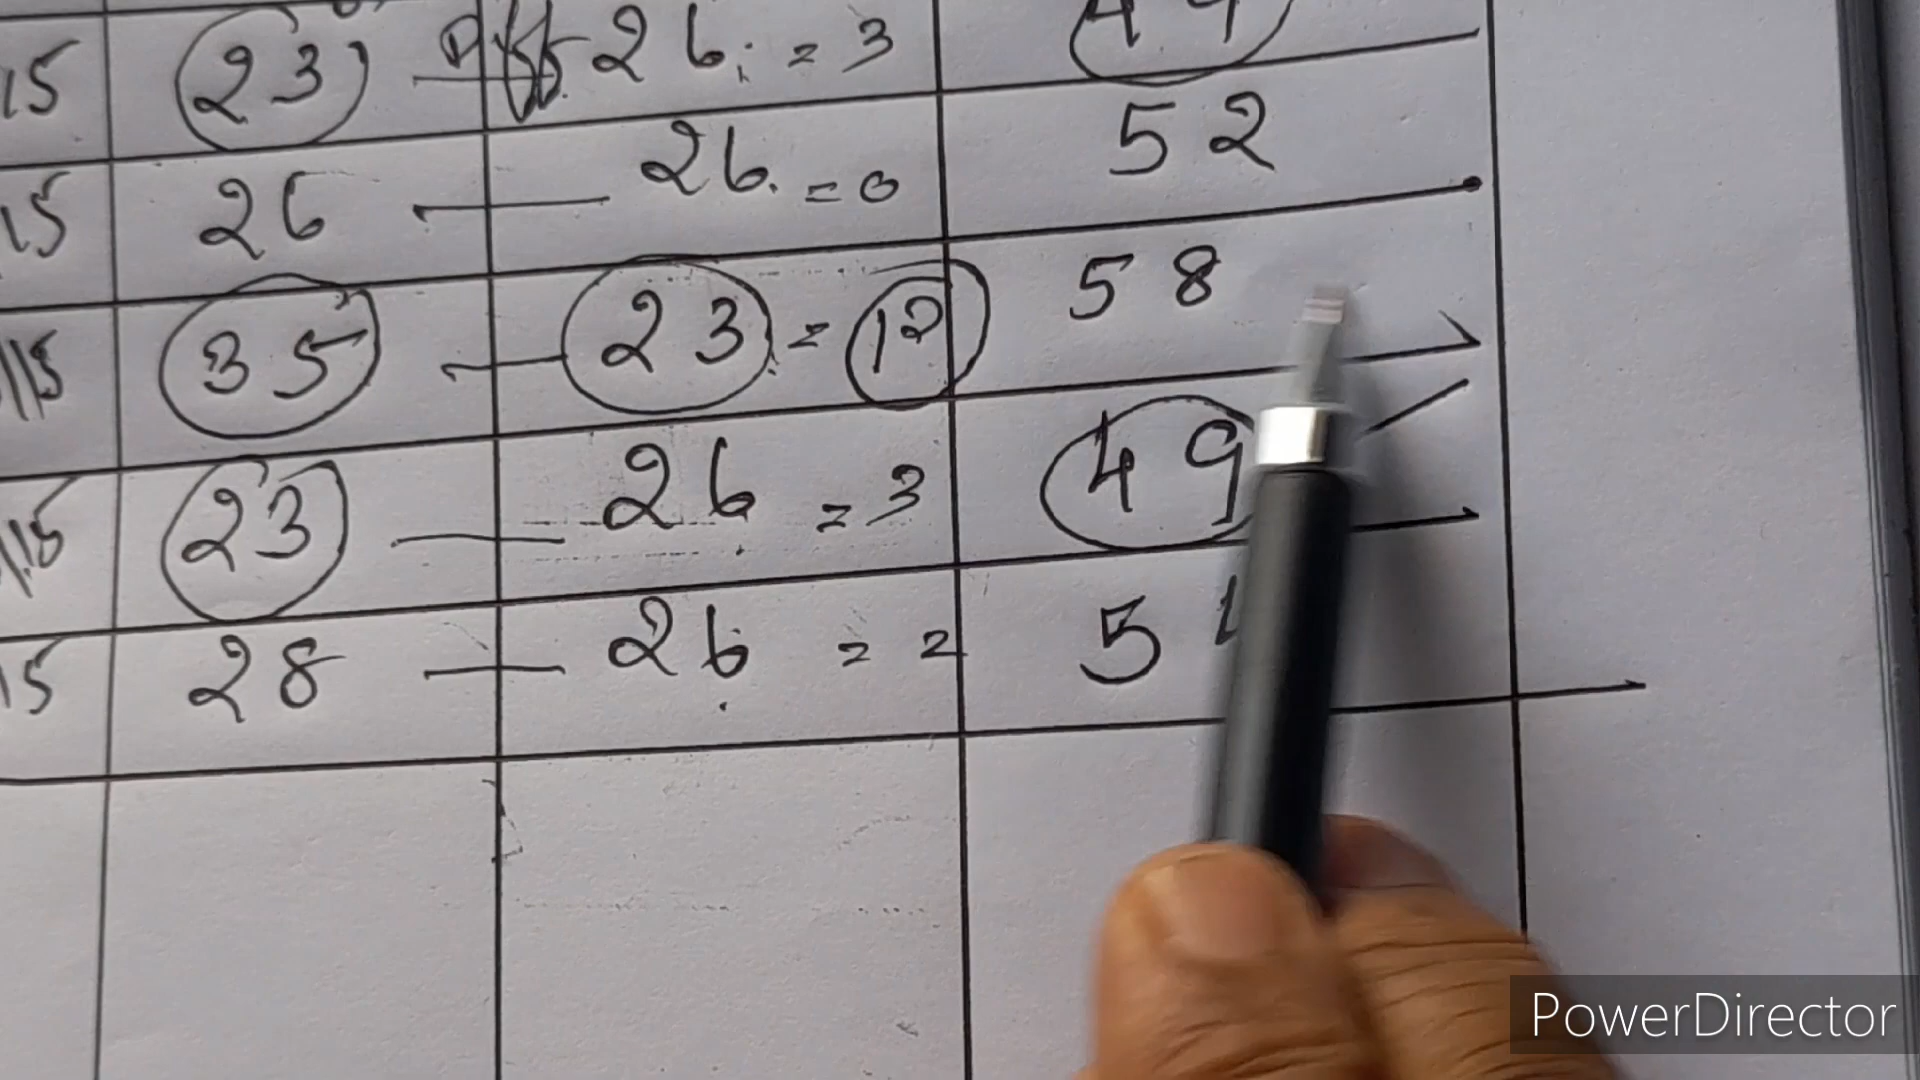 15 23 — Diff 26 = 3 49
15 26 — 26 = 0 52
15 35 — 23 = 12 58
15 23 — 26 = 3 49
15 28 — 26 = 2 5
PowerDirector